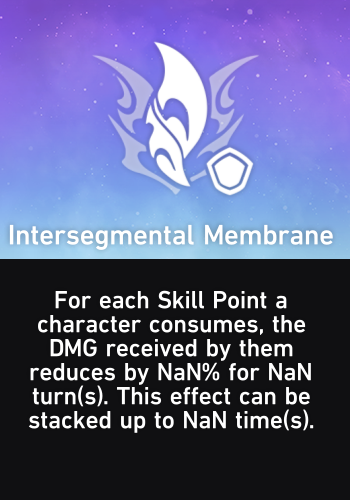 Intersegmental Membrane
For each Skill Point a
character consumes, the
DMG received by them
reduces by NaN% for NaN
turn(s). This effect can be
stacked up to NaN time(s).